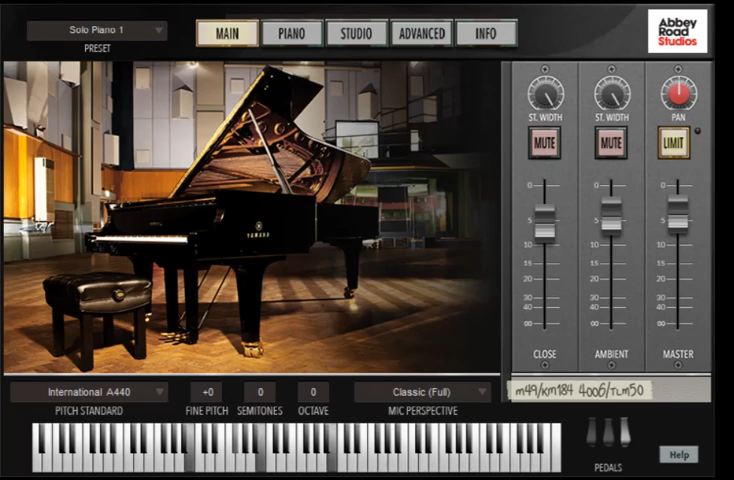 Solo Piano 1
PRESET
MAIN
PIANO
STUDIO
ADVANCED
INFO
Abbey
Road
Studios
ST. WIDTH
ST. WIDTH
PAN
MUTE
MUTE
LIMIT
0
0
0
5
5
5
10
10
10
15
15
15
20
20
20
30
30
30
40
40
40
∞
∞
∞
YAMAHA
CLOSE
AMBIENT
MASTER
International A440
+0
0
0
Classic (Full)
m49/km184 4006/TLM50
PITCH STANDARD
FINE PITCH
SEMITONES
OCTAVE
MIC PERSPECTIVE
Help
PEDALS